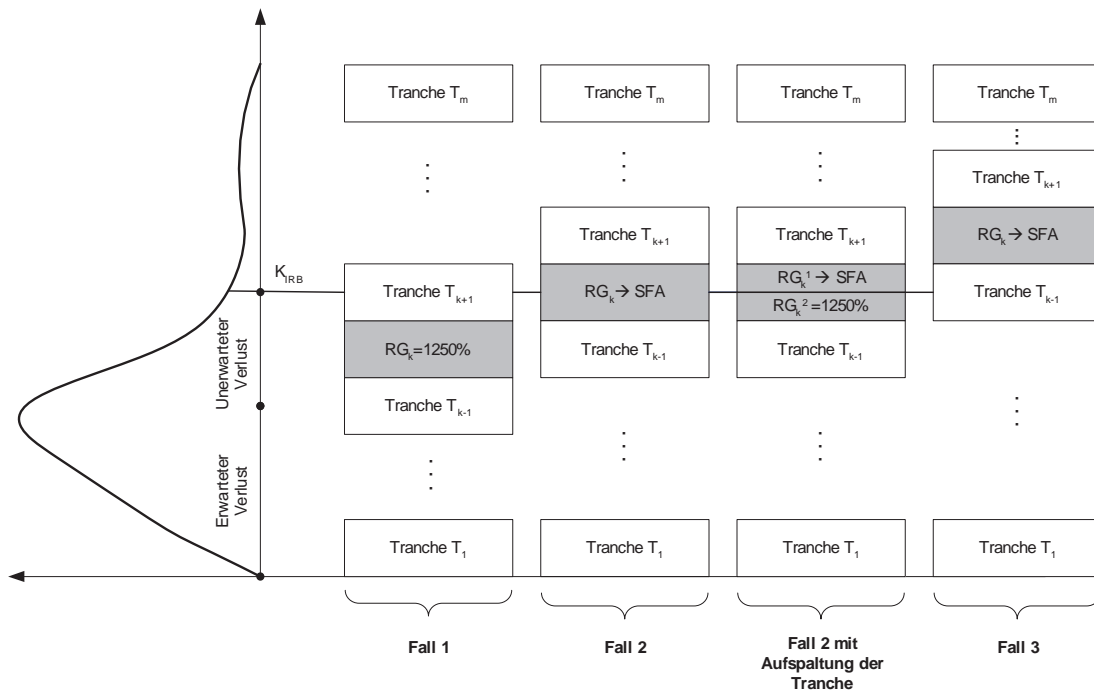 Tranche T_m
Tranche T_m
Tranche T_m
Tranche T_m
Tranche T_k+1
Tranche T_k+1
Tranche T_k+1
RG_k → SFA
K_IRB
Tranche T_k+1
RG_k → SFA
RG_k^1 → SFA
RG_k^2 =1250%
Tranche T_k-1
RG_k=1250%
Tranche T_k-1
Tranche T_k-1
Tranche T_k-1
Unerwarteter
Verlust
Erwarteter
Verlust
Tranche T_1
Tranche T_1
Tranche T_1
Tranche T_1
Fall 1
Fall 2
Fall 2 mit
Aufspaltung der
Tranche
Fall 3